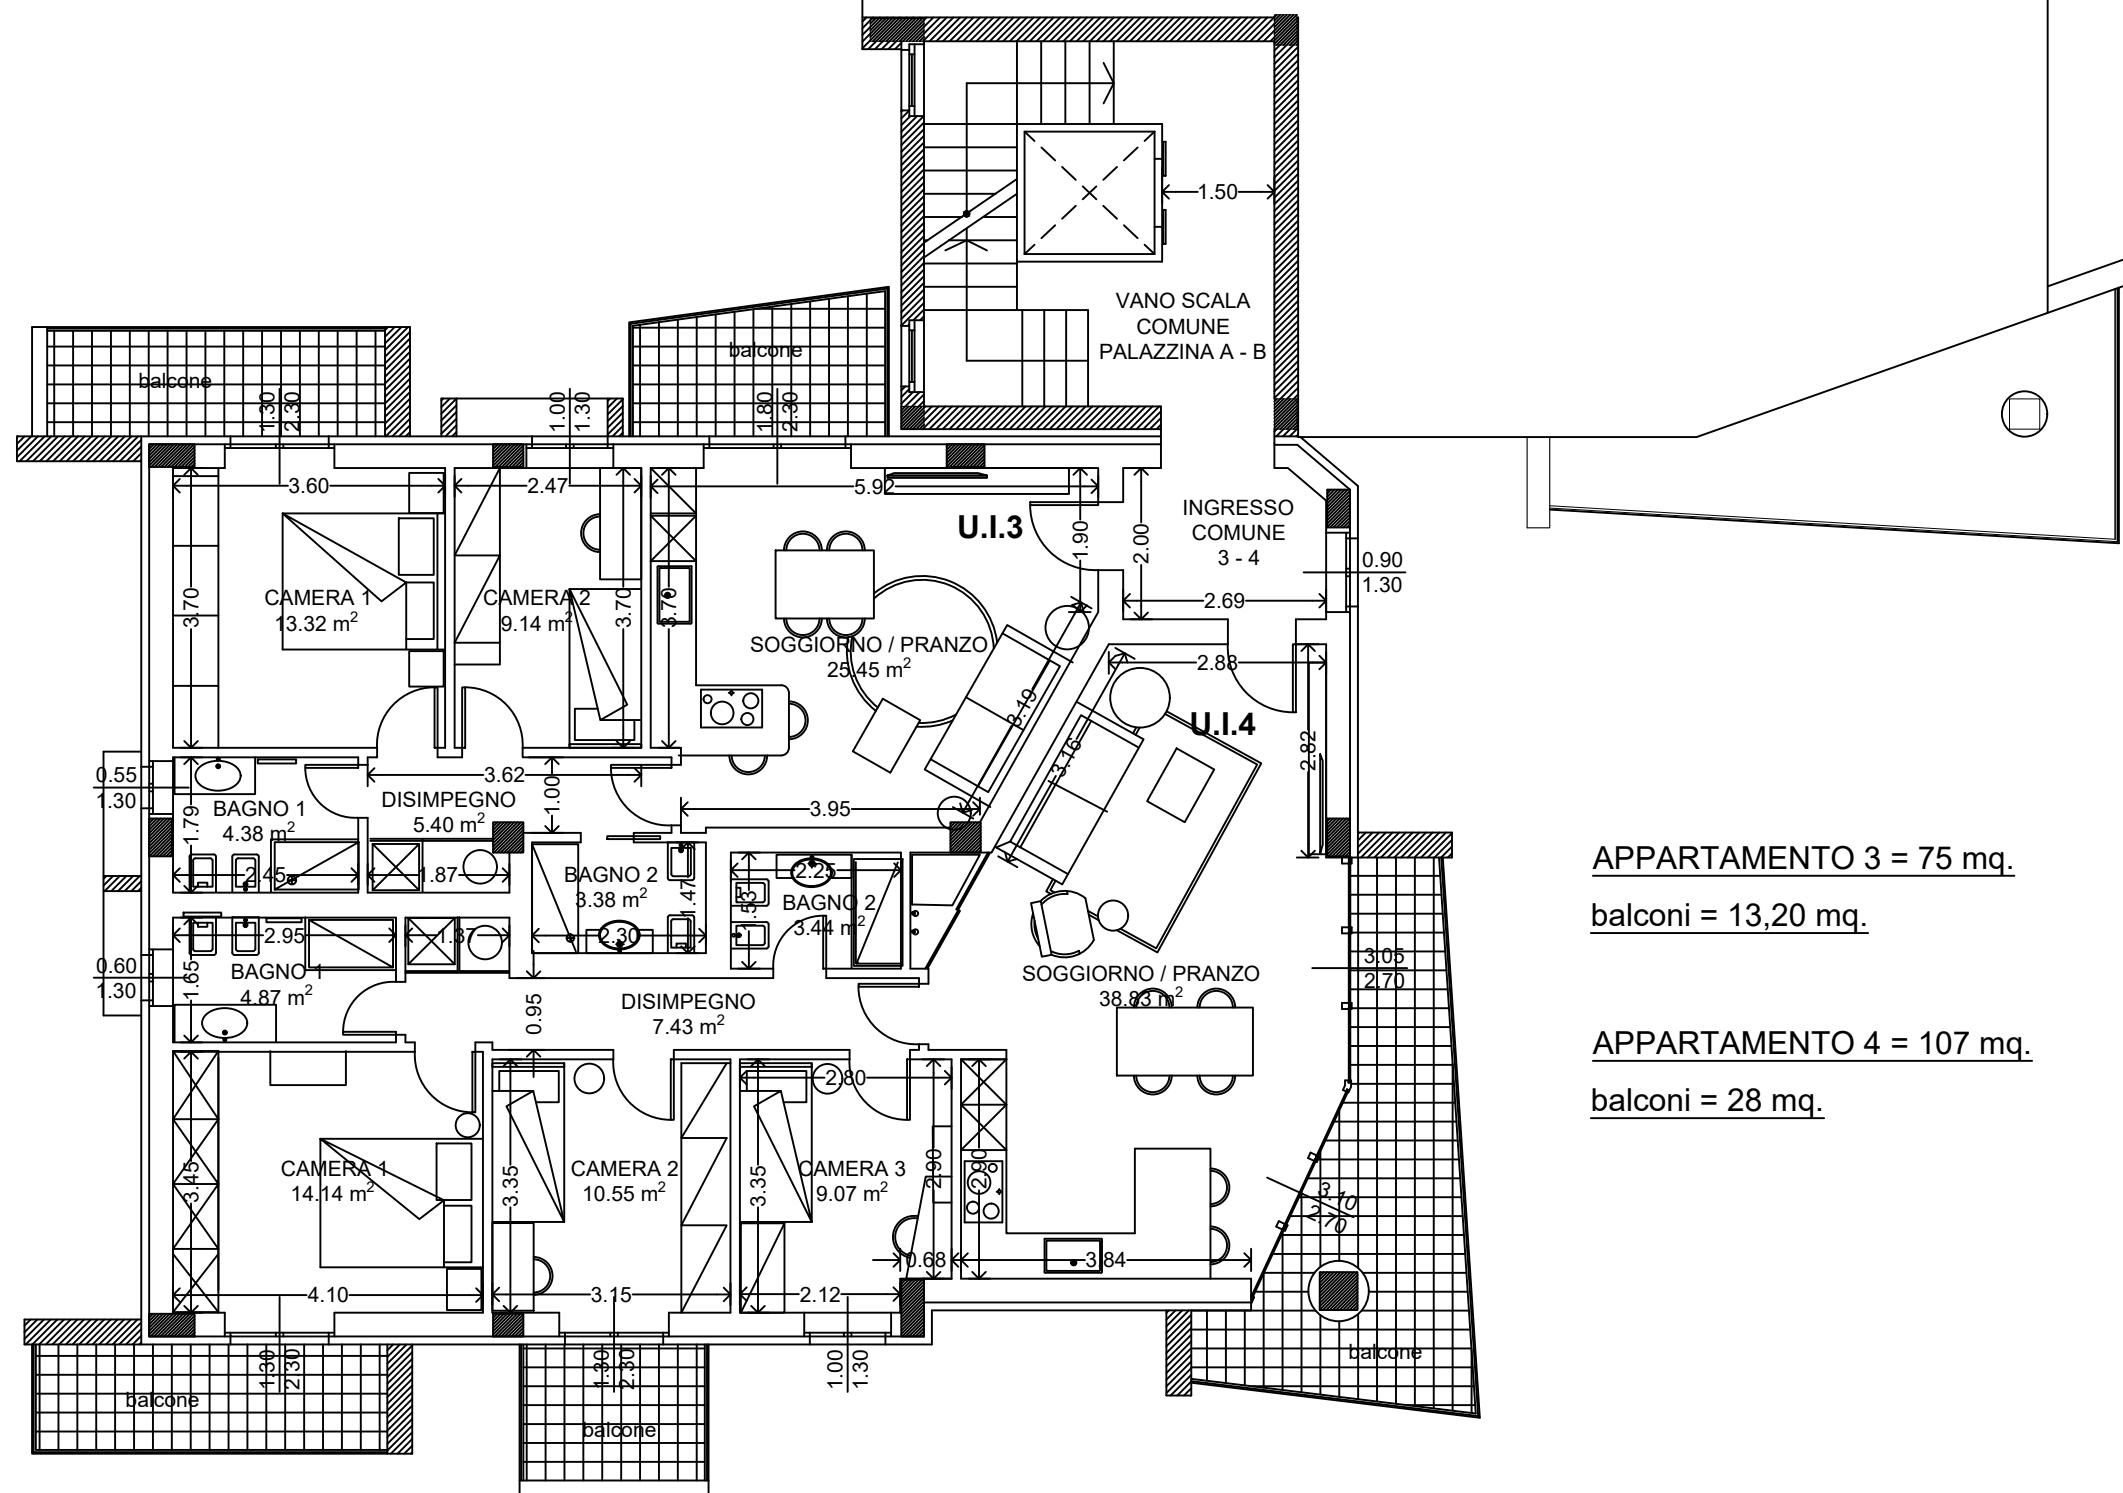 1.50
VANO SCALA
COMUNE
PALAZZINA A - B
balcone
balcone
1.30
2.30
1.00
1.30
1.80
2.30
3.60
2.47
5.92
U.I.3
INGRESSO
COMUNE
3 - 4
1.90
2.00
0.90
1.30
2.69
3.70
CAMERA 1
13.32 m²
CAMERA 2
9.14 m²
3.70
3.70
SOGGIORNO / PRANZO
25.45 m²
2.88
3.19
U.I.4
3.16
2.82
0.55
1.30
3.62
1.00
DISIMPEGNO
5.40 m²
BAGNO 1
4.38 m²
1.79
3.95
2.45
1.87
BAGNO 2
3.38 m²
1.47
2.25
1.53
BAGNO 2
3.44 m²
APPARTAMENTO 3 = 75 mq.
balconi = 13,20 mq.
2.95
1.37
2.30
0.60
1.30
1.65
BAGNO 1
4.87 m²
0.95
DISIMPEGNO
7.43 m²
SOGGIORNO / PRANZO
38.83 m²
3.05
2.70
APPARTAMENTO 4 = 107 mq.
balconi = 28 mq.
2.80
3.45
CAMERA 1
14.14 m²
3.35
CAMERA 2
10.55 m²
3.35
CAMERA 3
9.07 m²
2.90
2.90
3.10
2.70
0.68
3.84
4.10
3.15
2.12
1.30
2.30
1.30
2.30
1.00
1.30
balcone
balcone
balcone